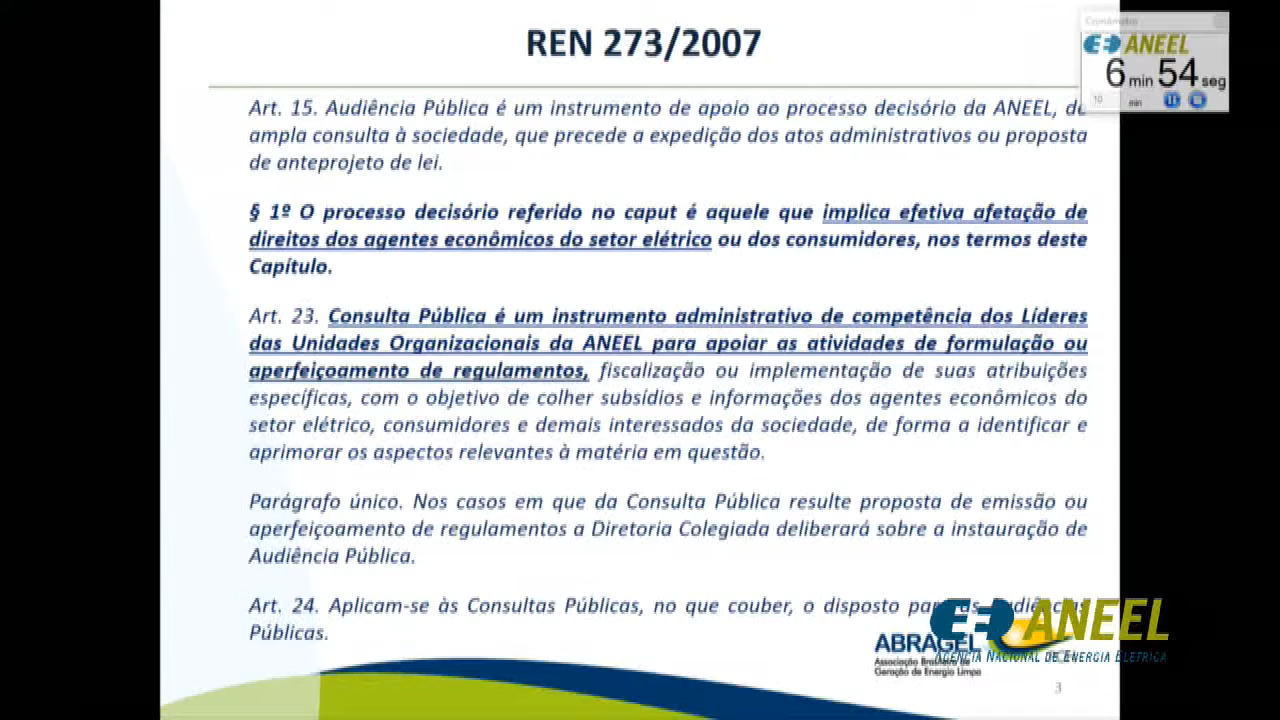 REN 273/2007
Cronômetro
ANEEL
6 min 54 seg
10 min
Art. 15. Audiência Pública é um instrumento de apoio ao processo decisório da ANEEL, de
ampla consulta à sociedade, que precede a expedição dos atos administrativos ou proposta
de anteprojeto de lei.
§ 1º O processo decisório referido no caput é aquele que implica efetiva afetação de
direitos dos agentes econômicos do setor elétrico ou dos consumidores, nos termos deste
Capítulo.
Art. 23. Consulta Pública é um instrumento administrativo de competência dos Líderes
das Unidades Organizacionais da ANEEL para apoiar as atividades de formulação ou
aperfeiçoamento de regulamentos, fiscalização ou implementação de suas atribuições
específicas, com o objetivo de colher subsídios e informações dos agentes econômicos do
setor elétrico, consumidores e demais interessados da sociedade, de forma a identificar e
aprimorar os aspectos relevantes à matéria em questão.
Parágrafo único. Nos casos em que da Consulta Pública resulte proposta de emissão ou
aperfeiçoamento de regulamentos a Diretoria Colegiada deliberará sobre a instauração de
Audiência Pública.
Art. 24. Aplicam-se às Consultas Públicas, no que couber, o disposto para as Audiências
Públicas.
ANEEL
AGÊNCIA NACIONAL DE ENERGIA ELÉTRICA
ABRAGEL
Associação Brasileira de
Geração de Energia Limpa
3